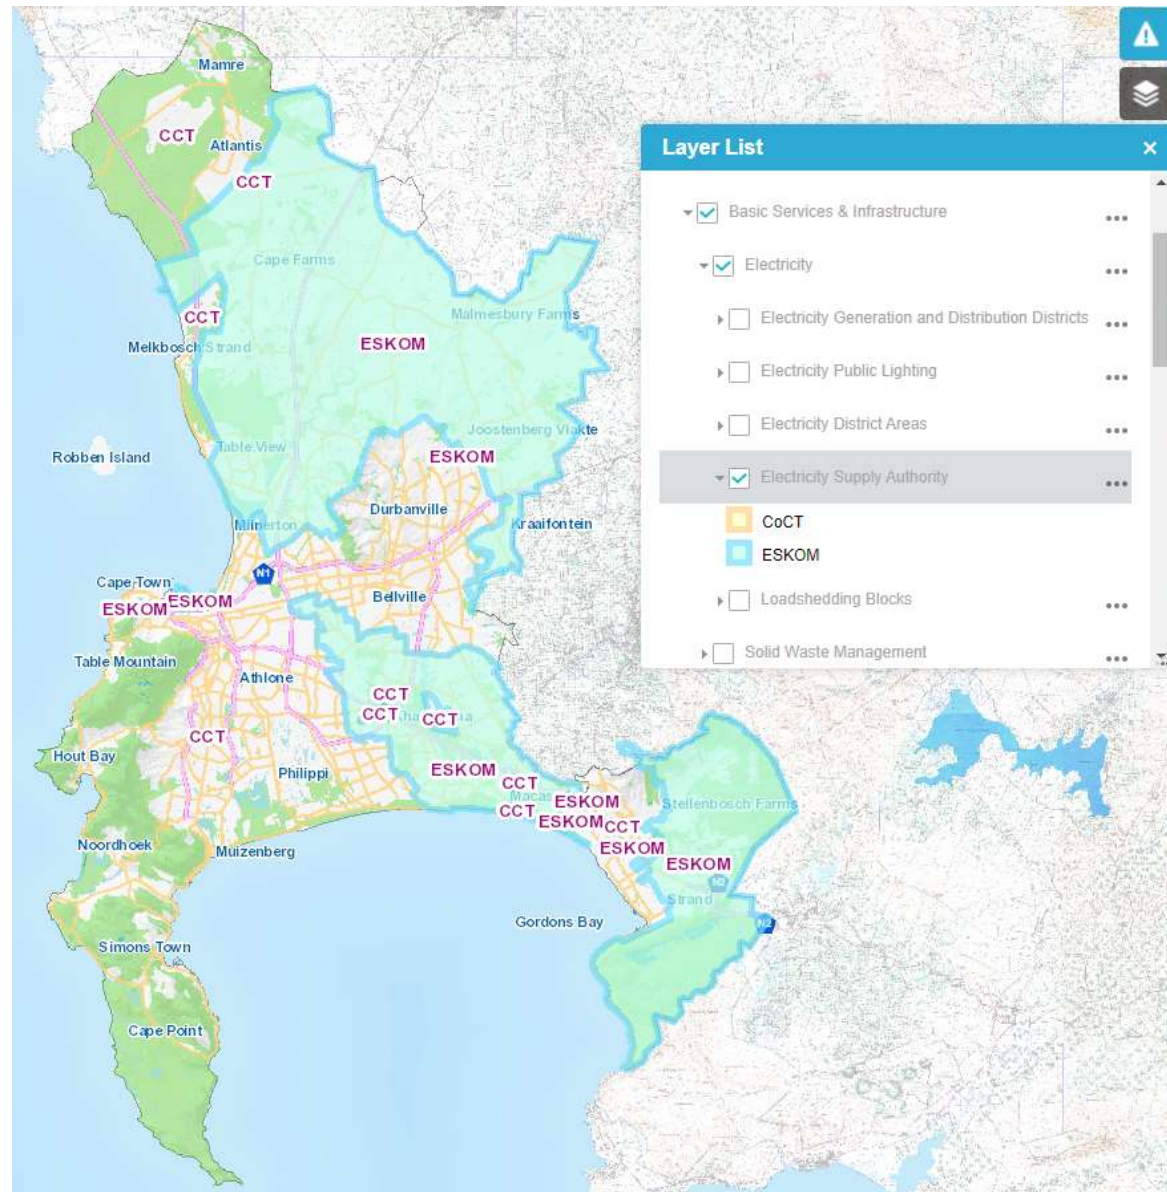 Mamre
CCT
Atlantis
CCT
Layer List
Basic Services & Infrastructure
Electricity
Electricity Generation and Distribution Districts
Electricity Public Lighting
Electricity District Areas
Electricity Supply Authority
CoCT
ESKOM
Loadshedding Blocks
Solid Waste Management
Cape Farms
Malmesbury Farms
CCT
ESKOM
Melkbosch Strand
Joostenberg Vlakte
Table View
ESKOM
Robben Island
Durbanville
Milnerton
Kraaifontein
N1
Cape Town
ESKOM
ESKOM
Bellville
Table Mountain
Athlone
CCT
CCT
CCT
CCT
Hout Bay
Philippi
ESKOM
CCT
ESKOM
Stellenbosch Farms
CCT
ESKOM
CCT
Noordhoek
Muizenberg
ESKOM
ESKOM
N2
Strand
Gordons Bay
N2
Simons Town
Cape Point